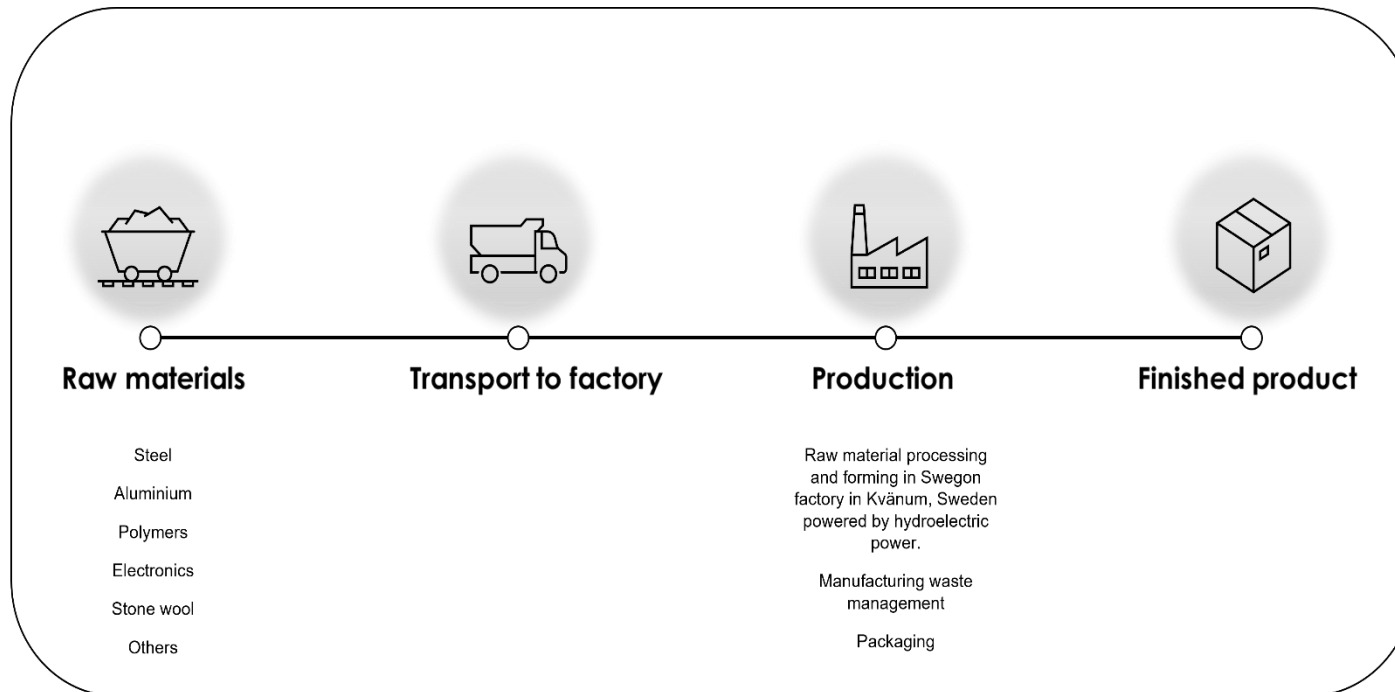 Raw materials
Transport to factory
Production
Finished product
Steel
Aluminium
Polymers
Electronics
Stone wool
Others
Raw material processing
and forming in Swegon
factory in Kvänum, Sweden
powered by hydroelectric
power.
Manufacturing waste
management
Packaging